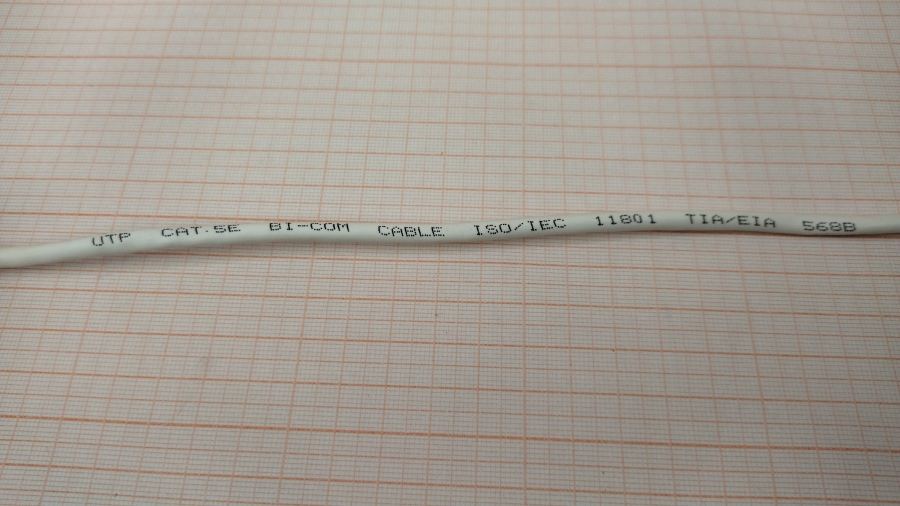 UTP CAT.5E BI-COM CABLE ISO/IEC 11801 TIA/EIA 568B